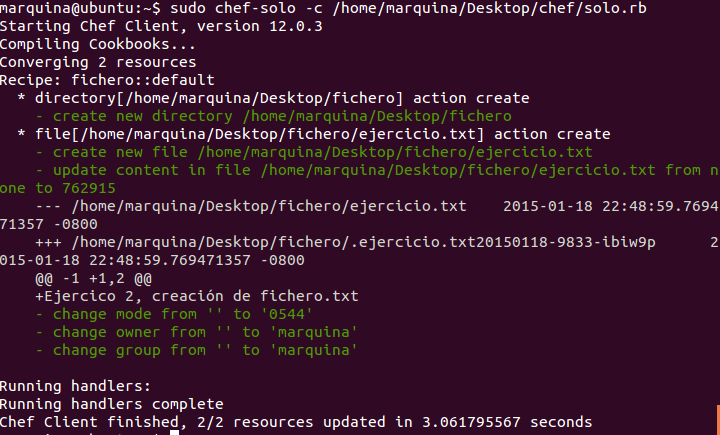 marquina@ubuntu:~$ sudo chef-solo -c /home/marquina/Desktop/chef/solo.rb
Starting Chef Client, version 12.0.3
Compiling Cookbooks...
Converging 2 resources
Recipe: fichero::default
  * directory[/home/marquina/Desktop/fichero] action create
    - create new directory /home/marquina/Desktop/fichero
  * file[/home/marquina/Desktop/fichero/ejercicio.txt] action create
    - create new file /home/marquina/Desktop/fichero/ejercicio.txt
    - update content in file /home/marquina/Desktop/fichero/ejercicio.txt from n
one to 762915
    --- /home/marquina/Desktop/fichero/ejercicio.txt    2015-01-18 22:48:59.7694
71357 -0800
    +++ /home/marquina/Desktop/fichero/.ejercicio.txt20150118-9833-ibiw9p      2
015-01-18 22:48:59.769471357 -0800
    @@ -1 +1,2 @@
    +Ejercico 2, creación de fichero.txt
    - change mode from '' to '0544'
    - change owner from '' to 'marquina'
    - change group from '' to 'marquina'

Running handlers:
Running handlers complete
Chef Client finished, 2/2 resources updated in 3.061795567 seconds